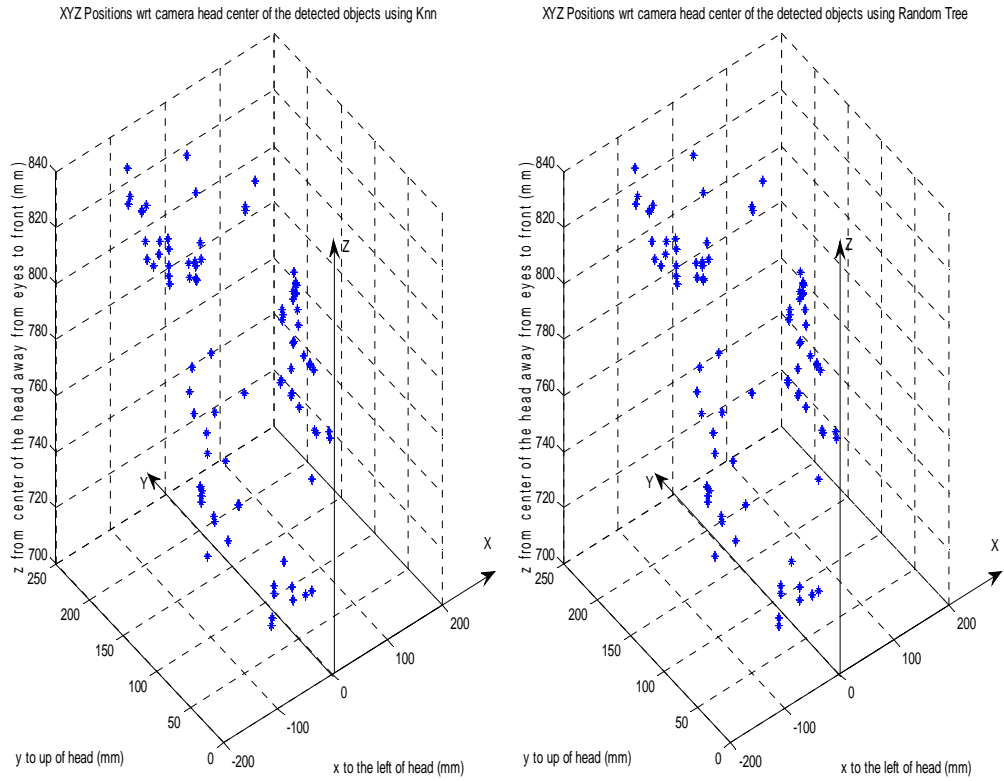 XYZ Positions wrt camera head center of the detected objects using Knn
z from center of the head away from eyes to front (mm)
840
820
800
780
760
740
720
700
250
200
150
100
50
0
-200
-100
0
100
200
Z
Y
X
y to up of head (mm)
x to the left of head (mm)
XYZ Positions wrt camera head center of the detected objects using Random Tree
z from center of the head away from eyes to front (mm)
840
820
800
780
760
740
720
700
250
200
150
100
50
0
-200
-100
0
100
200
Z
Y
X
y to up of head (mm)
x to the left of head (mm)